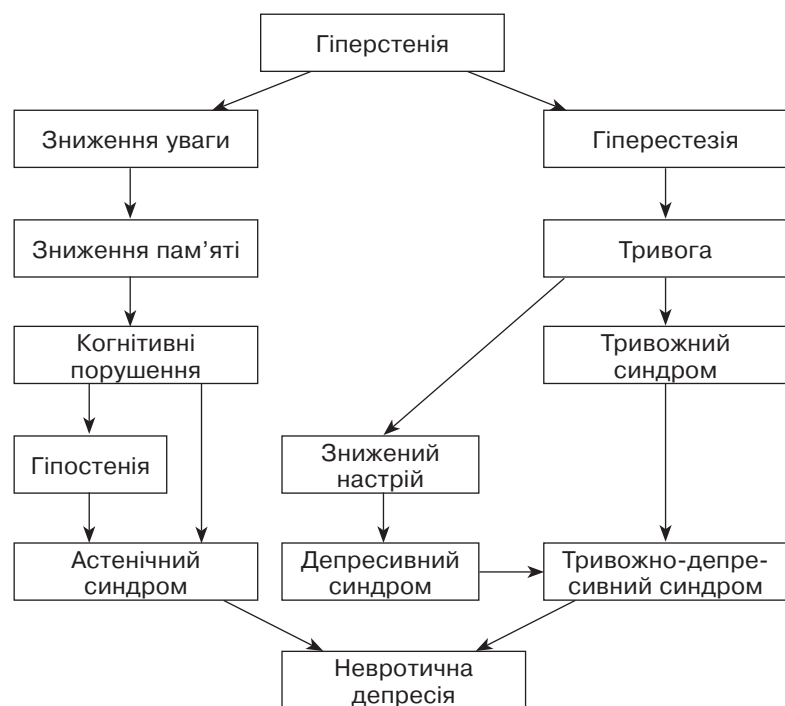 Гіперстенія
Зниження уваги
Гіперестезія
Зниження пам’яті
Тривога
Когнітивні
порушення
Тривожний
синдром
Гіпостенія
Знижений
настрій
Астенічний
синдром
Депресивний
синдром
Тривожно-депре-
сивний синдром
Невротична
депресія